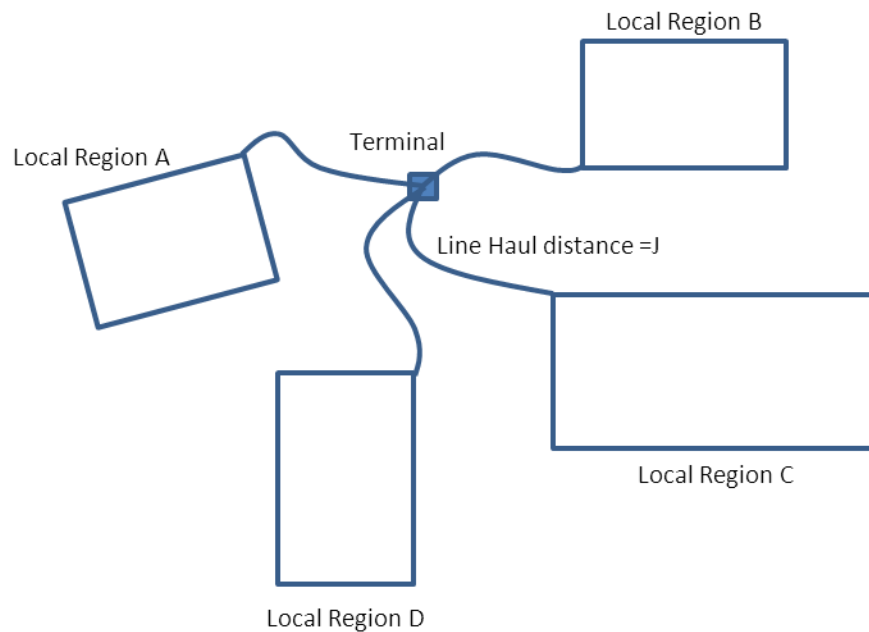 Local Region B
Terminal
Local Region A
Line Haul distance =J
Local Region C
Local Region D